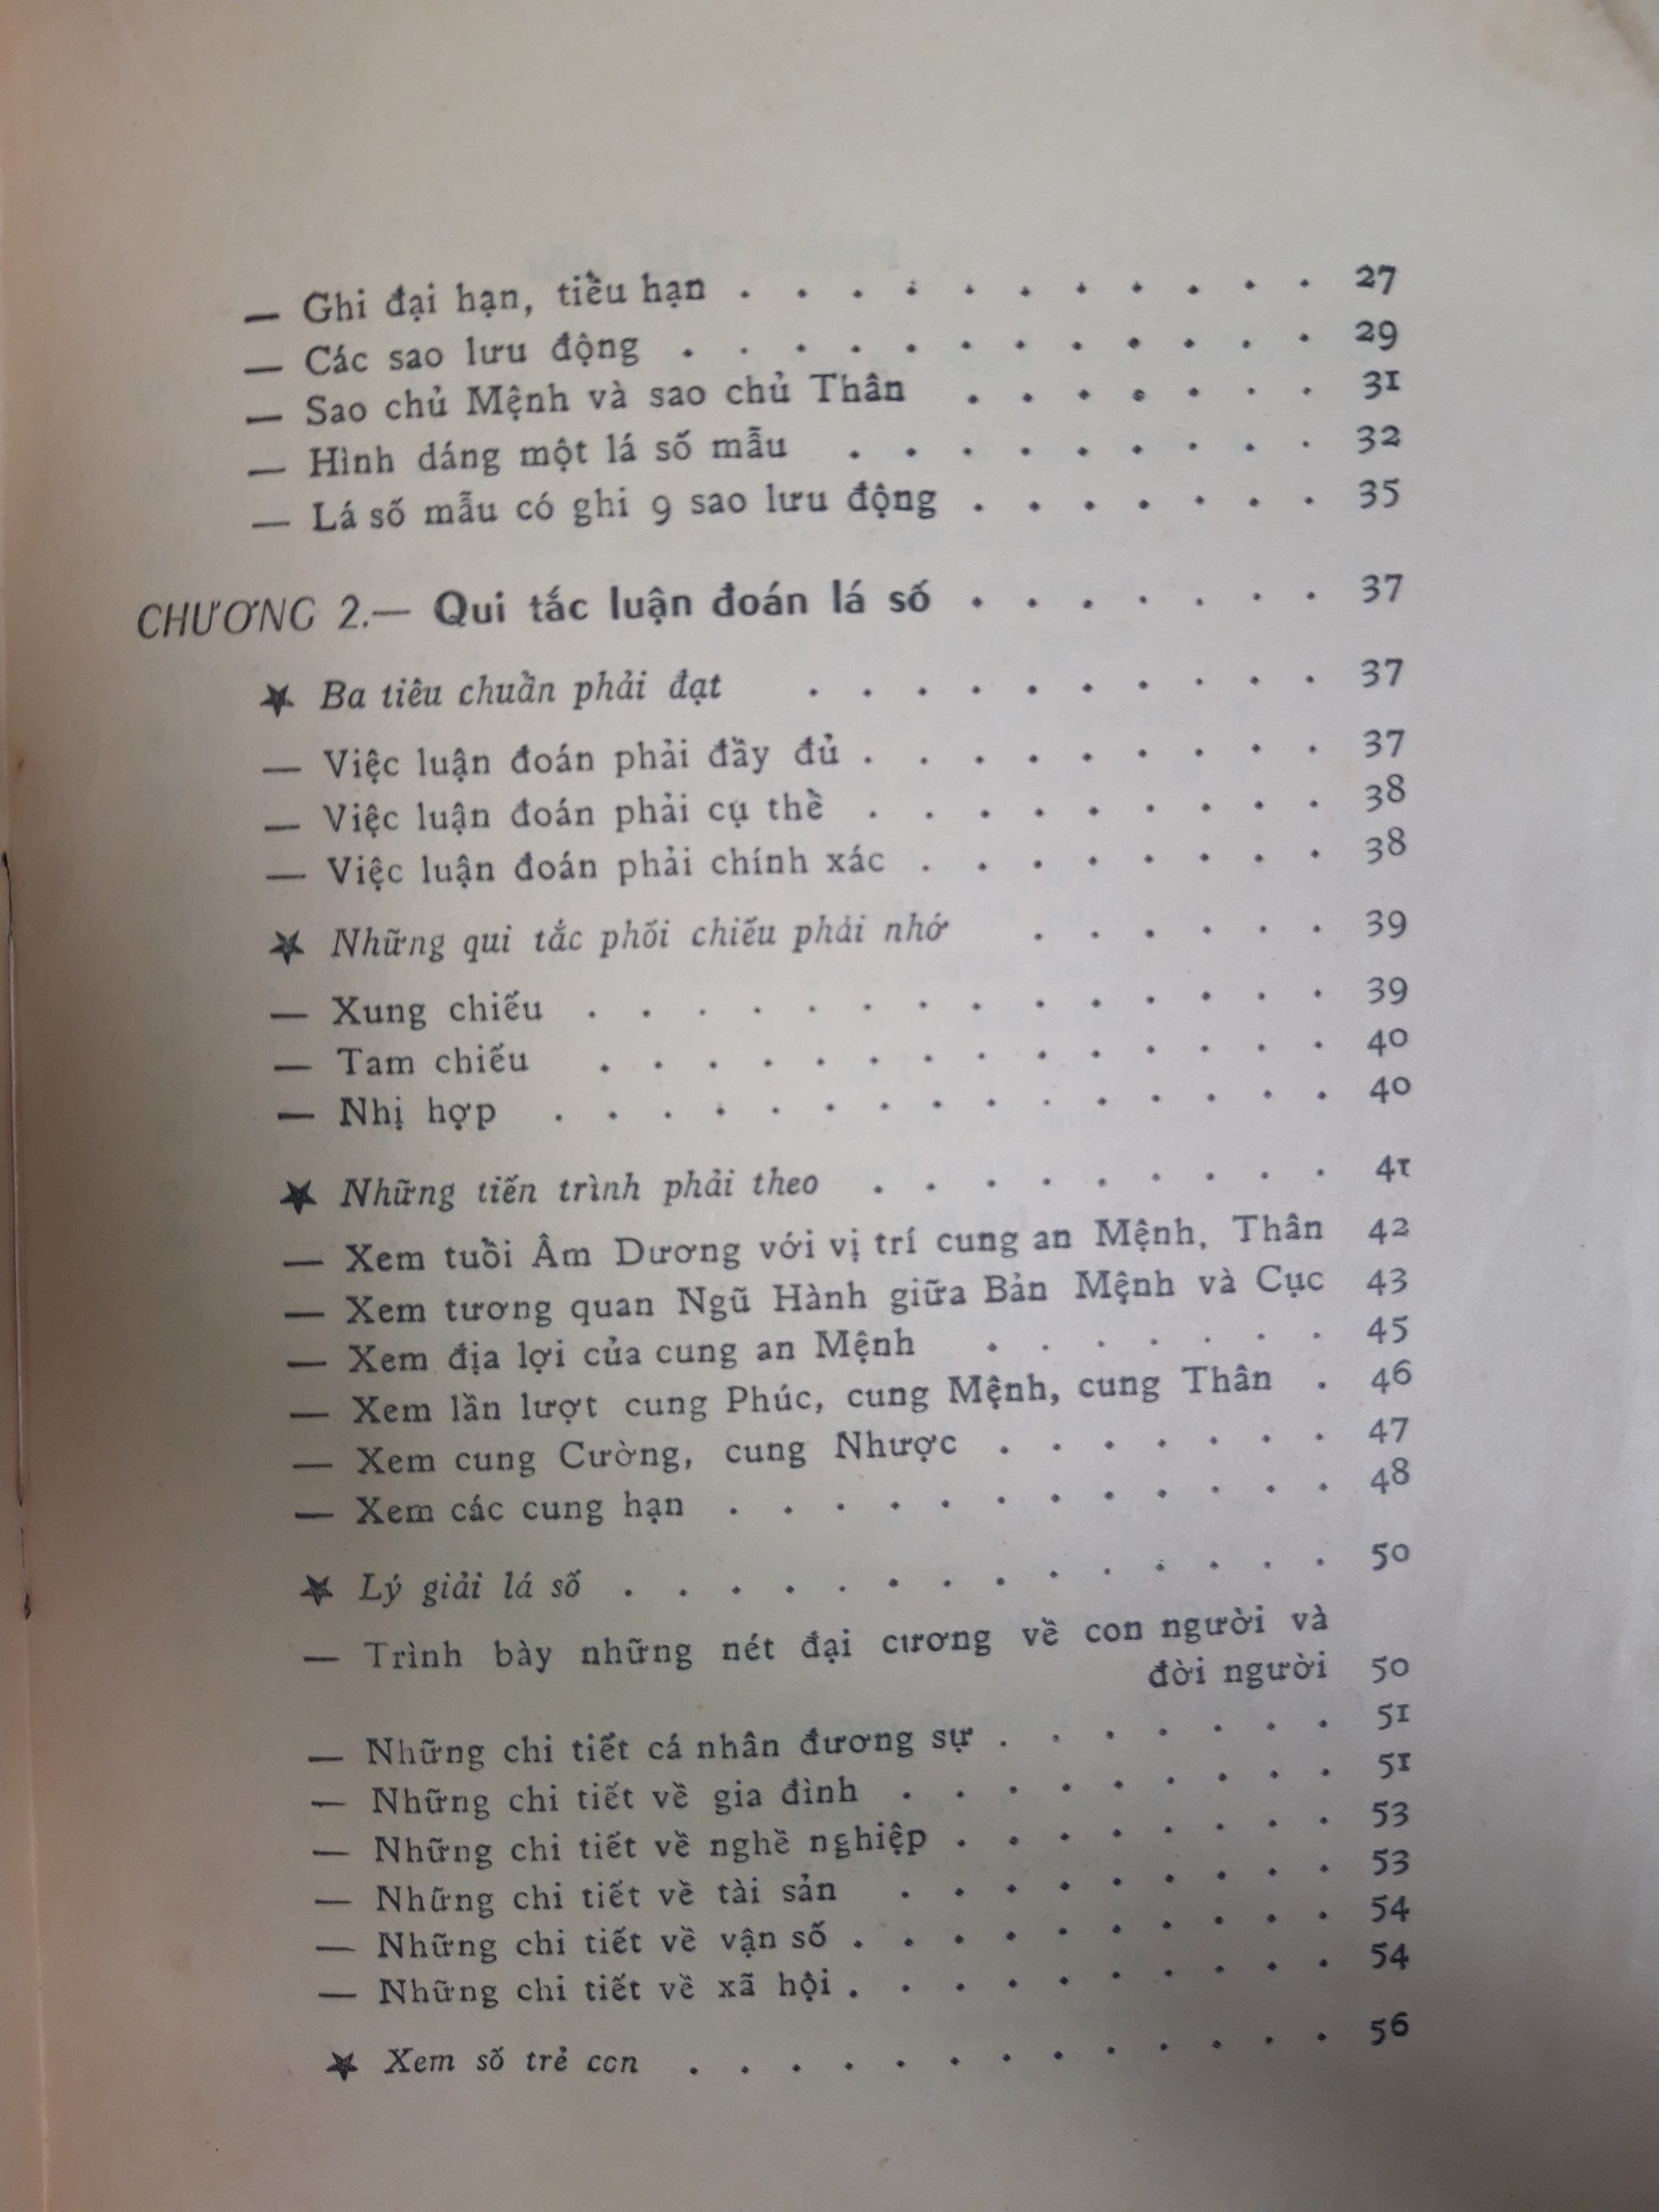 — Ghi đại hạn, tiểu hạn . . . . . . . . . . . 27
— Các sao lưu động . . . . . . . . . . . . 29
— Sao chủ Mệnh và sao chủ Thân . . . . . . . 31
— Hình dáng một lá số mẫu . . . . . . . . . 32
— Lá số mẫu có ghi 9 sao lưu động . . . . . . . 35
CHƯƠNG 2.— Qui tắc luận đoán lá số . . . . . . . 37
★ Ba tiêu chuẩn phải đạt . . . . . . . . . . 37
— Việc luận đoán phải đầy đủ . . . . . . . . . 37
— Việc luận đoán phải cụ thể . . . . . . . . . 38
— Việc luận đoán phải chính xác . . . . . . . . 38
★ Những qui tắc phối chiếu phải nhớ . . . . . . 39
— Xung chiếu . . . . . . . . . . . . . . 39
— Tam chiếu . . . . . . . . . . . . . . 40
— Nhị hợp . . . . . . . . . . . . . . . 40
★ Những tiến trình phải theo . . . . . . . . . 41
— Xem tuổi Âm Dương với vị trí cung an Mệnh, Thân 42
— Xem tương quan Ngũ Hành giữa Bản Mệnh và Cục 43
— Xem địa lợi của cung an Mệnh . . . . . . . 45
— Xem lần lượt cung Phúc, cung Mệnh, cung Thân . 46
— Xem cung Cường, cung Nhược . . . . . . . 47
— Xem các cung hạn . . . . . . . . . . . . 48
★ Lý giải lá số . . . . . . . . . . . . . . 50
— Trình bày những nét đại cương về con người và
đời người 50
— Những chi tiết cá nhân đương sự . . . . . . . 51
— Những chi tiết về gia đình . . . . . . . . . 51
— Những chi tiết về nghề nghiệp . . . . . . . . 53
— Những chi tiết về tài sản . . . . . . . . . 53
— Những chi tiết về vận số . . . . . . . . . . 54
— Những chi tiết về xã hội . . . . . . . . . . 54
★ Xem số trẻ con . . . . . . . . . . . . . 56